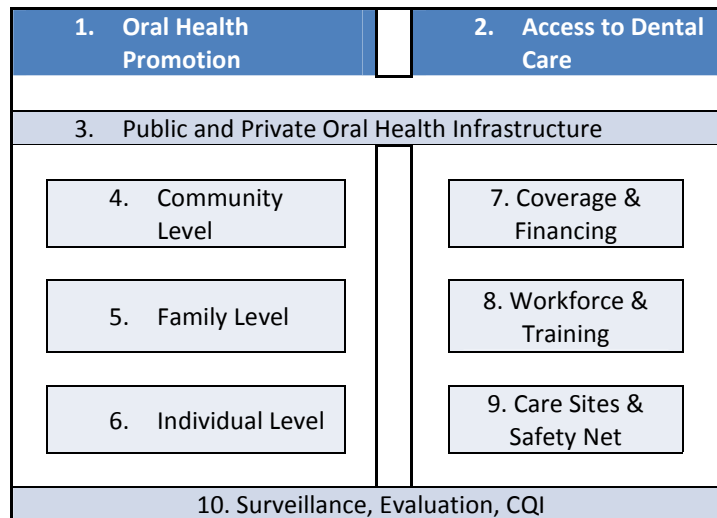 1. Oral Health
Promotion
2. Access to Dental
Care
3. Public and Private Oral Health Infrastructure
4. Community
Level
5. Family Level
6. Individual Level
7. Coverage &
Financing
8. Workforce &
Training
9. Care Sites &
Safety Net
10. Surveillance, Evaluation, CQI